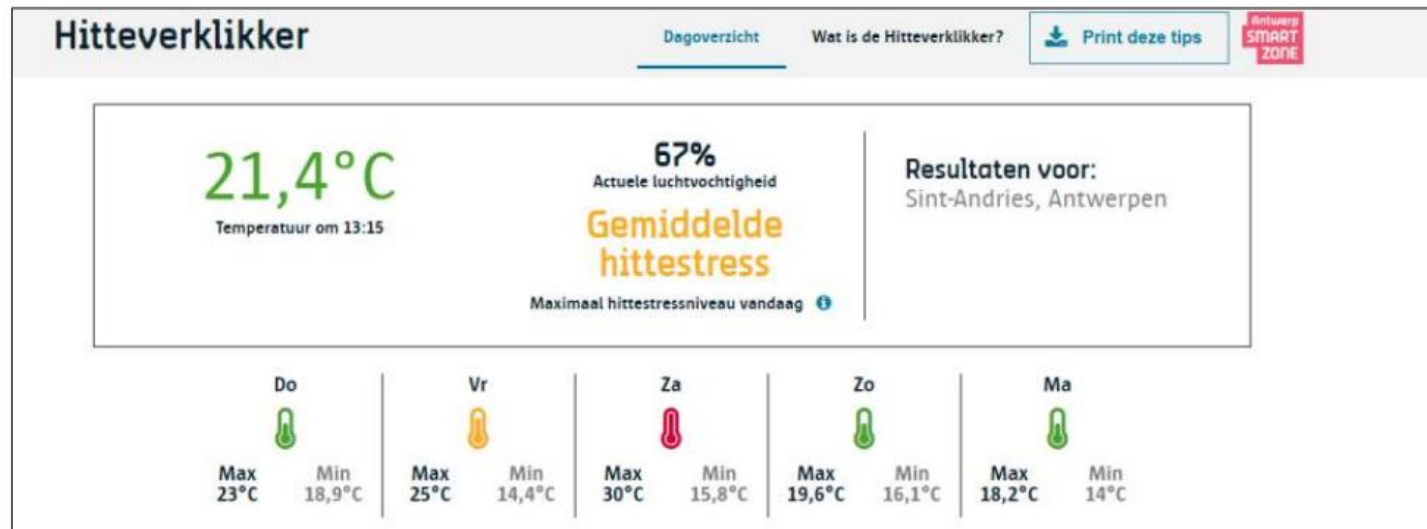 Hitteverklikker
Dagoverzicht
Wat is de Hitteverklikker?
Print deze tips
Antwerp
SMART
ZONE
21,4°C
Temperatuur om 13:15
67%
Actuele luchtvochtigheid
Gemiddelde
hittestress
Maximaal hittestressniveau vandaag
Resultaten voor:
Sint-Andries, Antwerpen
Do
Max Min
23°C 18,9°C
Vr
Max Min
25°C 14,4°C
Za
Max Min
30°C 15,8°C
Zo
Max Min
19,6°C 16,1°C
Ma
Max Min
18,2°C 14°C